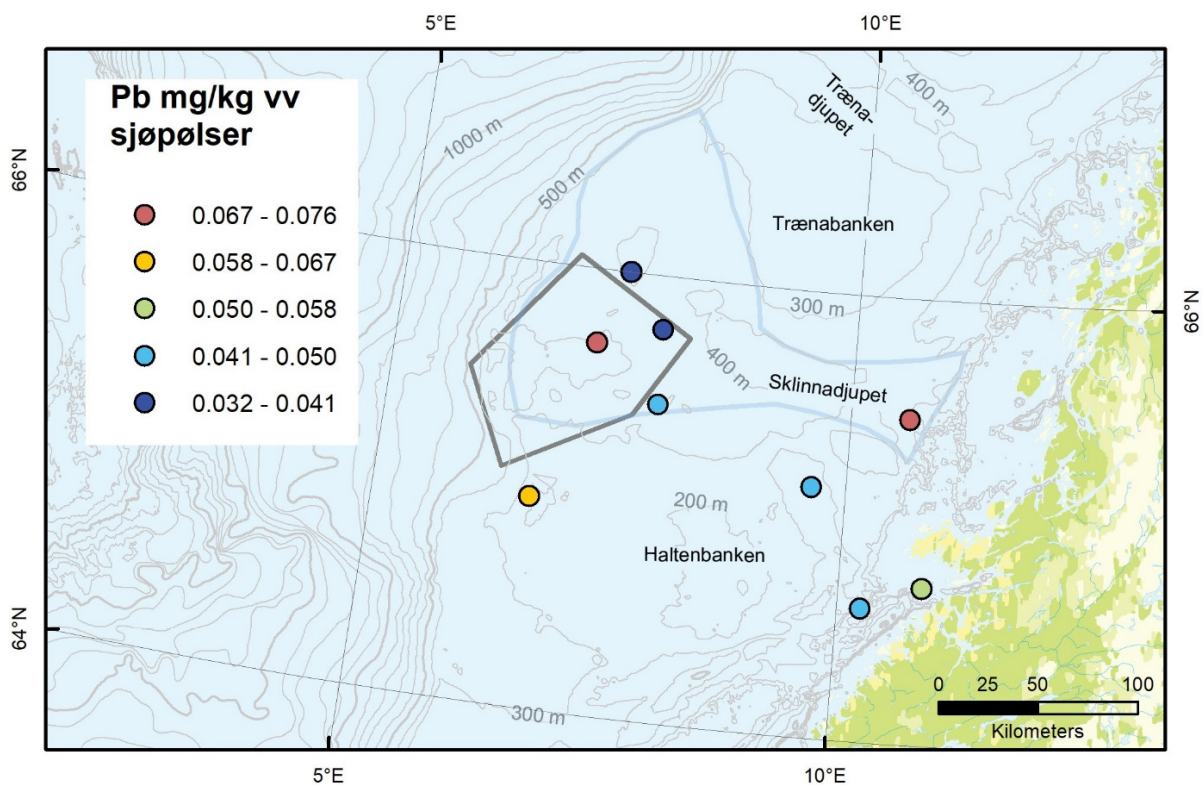 5°E
10°E
Pb mg/kg vv
sjøpølser
0.067 - 0.076
0.058 - 0.067
0.050 - 0.058
0.041 - 0.050
0.032 - 0.041
66°N
64°N
66°N
1000 m
500 m
Træna-
djupet
400 m
Trænabanken
300 m
400 m
Sklinnadjupet
200 m
Haltenbanken
300 m
0 25 50 100
Kilometers
5°E
10°E